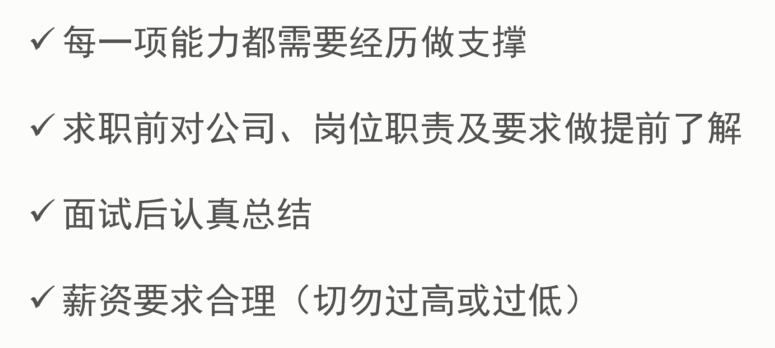 ✓每一项能力都需要经历做支撑
✓求职前对公司、岗位职责及要求做提前了解
✓面试后认真总结
✓薪资要求合理（切勿过高或过低）